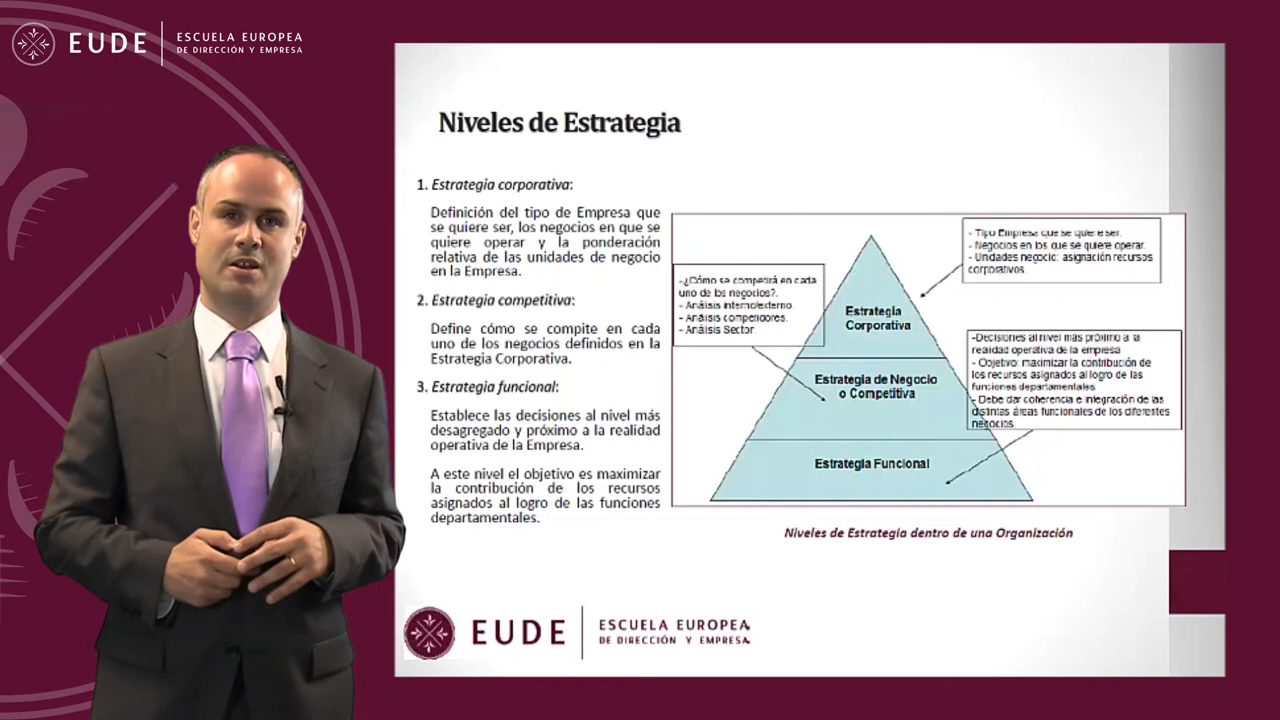 EUDE
ESCUELA EUROPEA
DE DIRECCIÓN Y EMPRESA
Niveles de Estrategia
1. Estrategia corporativa:
Definición del tipo de Empresa que
se quiere ser, los negocios en que se
quiere operar y la ponderación
relativa de las unidades de negocio
en la Empresa.
2. Estrategia competitiva:
Define cómo se compite en cada
uno de los negocios definidos en la
Estrategia Corporativa.
3. Estrategia funcional:
Establece las decisiones al nivel más
desagregado y próximo a la realidad
operativa de la Empresa.
A este nivel el objetivo es maximizar
la contribución de los recursos
asignados al logro de las funciones
departamentales.
- Tipo Empresa que se quiere ser.
- Negocios en los que se quiere operar.
- Unidades negocio: asignación recursos
corporativos.
-¿Cómo se competirá en cada
uno de los negocios?.
- Análisis interno/externo.
- Análisis competidores.
- Análisis Sector
Estrategia
Corporativa
Estrategia de Negocio
o Competitiva
Estrategia Funcional
-Decisiones al nivel más próximo a la
realidad operativa de la empresa
- Objetivo: maximizar la contribución de
los recursos asignados al logro de las
funciones departamentales
- Debe dar coherencia e integración de las
distintas áreas funcionales de los diferentes
negocios.
Niveles de Estrategia dentro de una Organización
EUDE
ESCUELA EUROPEA
DE DIRECCIÓN Y EMPRESA